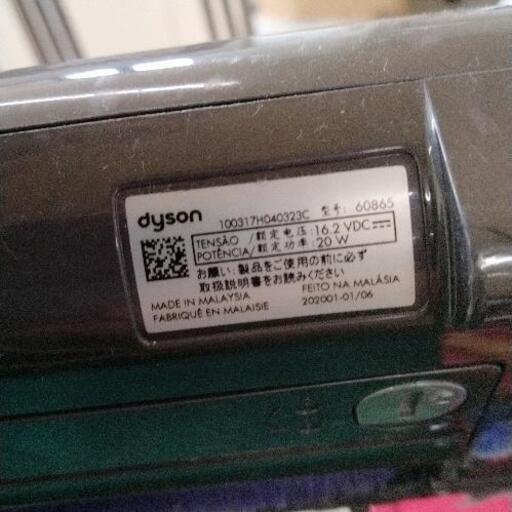 dyson 100317H040323C 型号: 60865
TENSÃO /额定电压:16.2 VDC
POTÊNCIA/额定功率:20 W
お願い:製品をご使用の前に必ず
取扱説明書をお読みください
MADE IN MALAYSIA FEITO NA MALÁSIA
FABRIQUÉ EN MALAISIE 202001-01/06